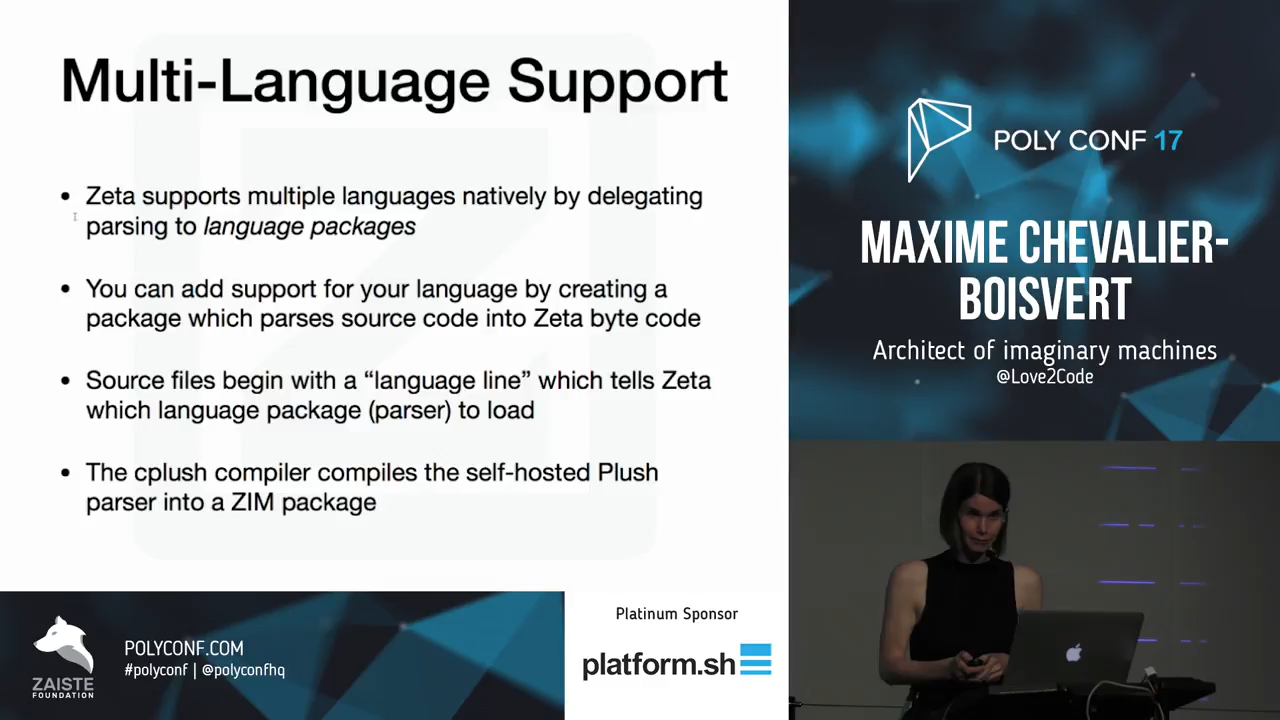 Multi-Language Support
• Zeta supports multiple languages natively by delegating
parsing to language packages
• You can add support for your language by creating a
package which parses source code into Zeta byte code
• Source files begin with a “language line” which tells Zeta
which language package (parser) to load
• The cplush compiler compiles the self-hosted Plush
parser into a ZIM package
POLY CONF 17
MAXIME CHEVALIER-
BOISVERT
Architect of imaginary machines
@Love2Code
ZAISTE
FOUNDATION
POLYCONF.COM
#polyconf | @polyconfhq
Platinum Sponsor
platform.sh